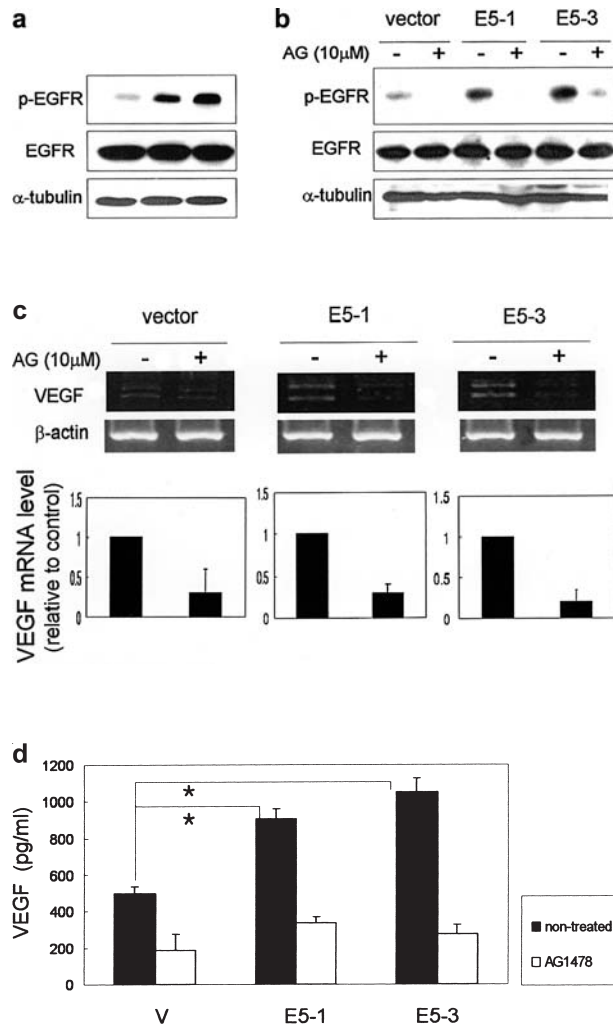 a
p-EGFR
EGFR
α-tubulin
b
vector E5-1 E5-3
AG (10μM) - + - + - +
p-EGFR
EGFR
α-tubulin
c
vector E5-1 E5-3
AG (10μM) - + - + - +
VEGF
β-actin
VEGF mRNA level
(relative to control)
1.5 1.5 1.5
1 1 1
0.5 0.5 0.5
0 0 0
d
VEGF (pg/ml)
1200
1000
800
600
400
200
0
*
*
V E5-1 E5-3
non-treated
AG1478